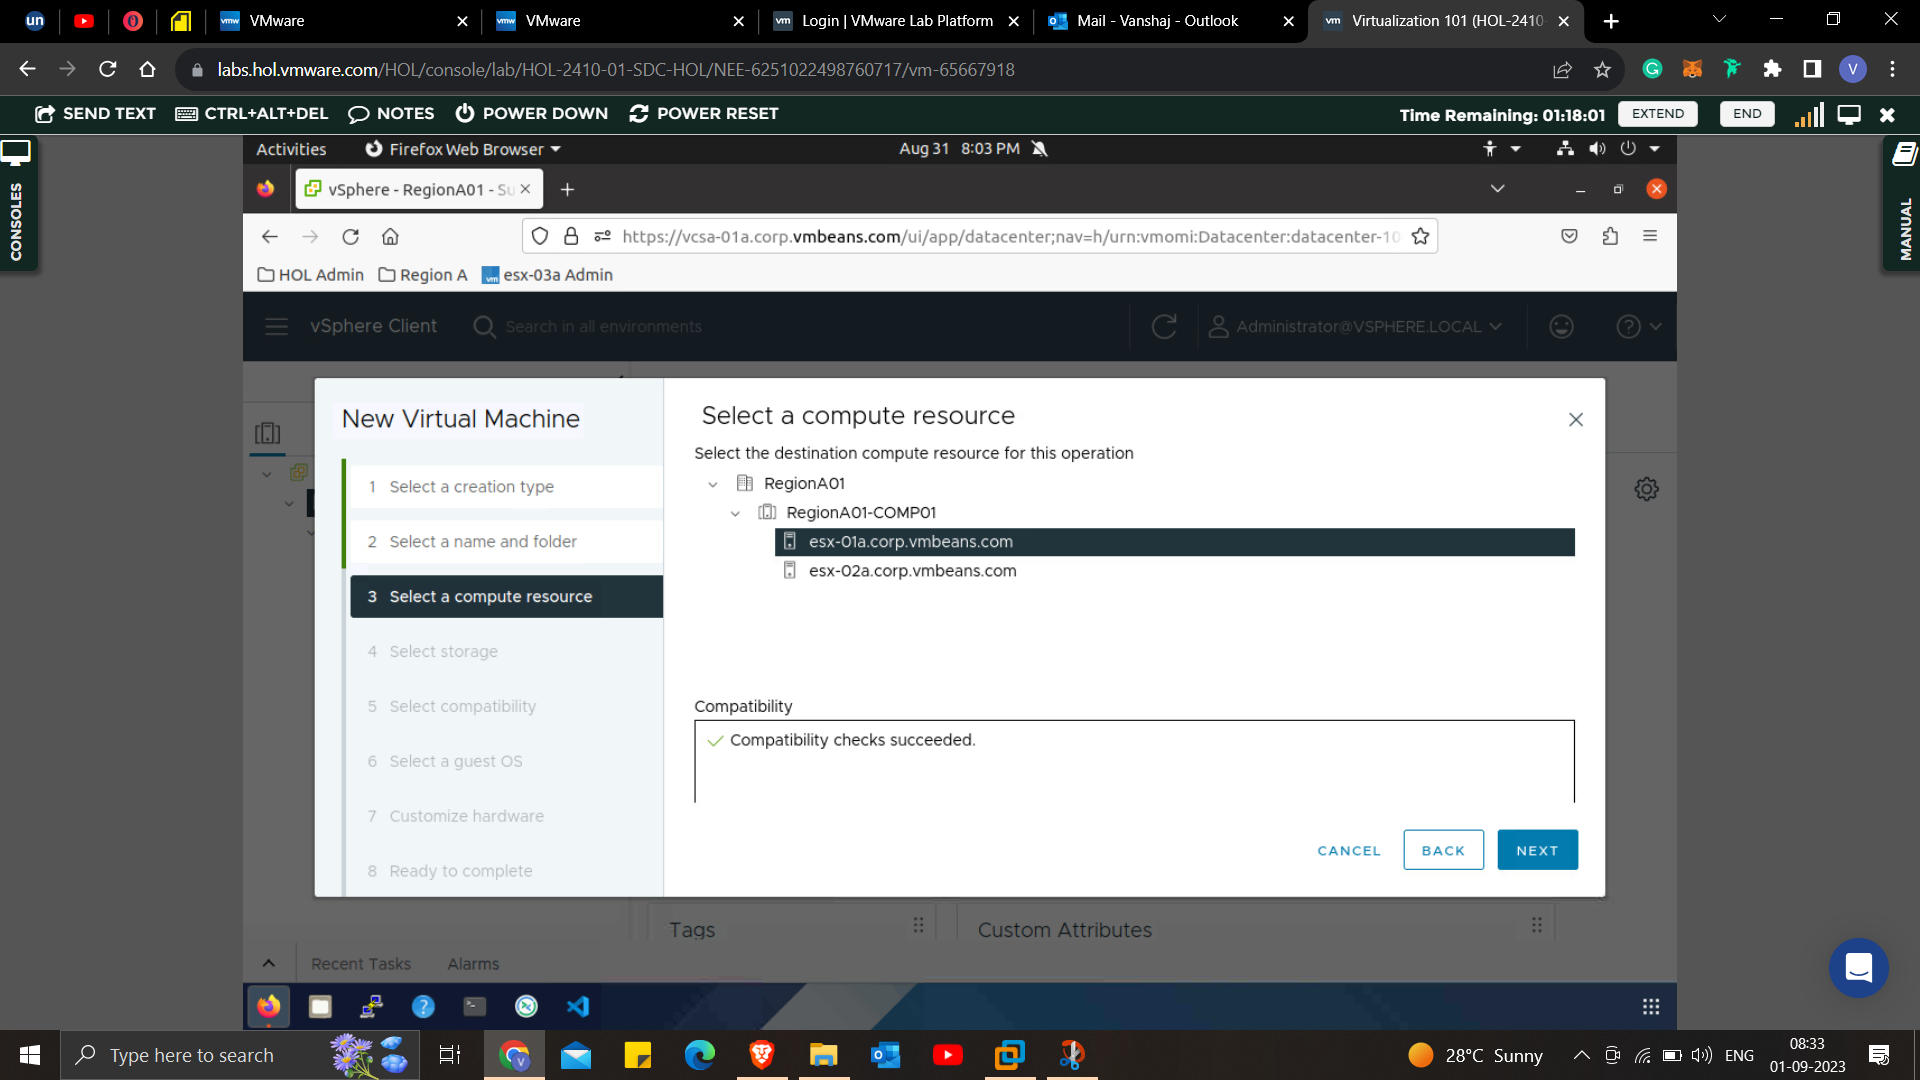 un
VMware
VMware
Login | VMware Lab Platform
Mail - Vanshaj - Outlook
Virtualization 101 (HOL-2410-
labs.hol.vmware.com/HOL/console/lab/HOL-2410-01-SDC-HOL/NEE-6251022498760717/vm-65667918
SEND TEXT
CTRL+ALT+DEL
NOTES
POWER DOWN
POWER RESET
Time Remaining: 01:18:01
EXTEND
END
CONSOLES
MANUAL
Activities
Firefox Web Browser
Aug 31 8:03 PM
vSphere - RegionA01 - Su
https://vcsa-01a.corp.vmbeans.com/ui/app/datacenter;nav=h/urn:vmomi:Datacenter:datacenter-10
HOL Admin
Region A
esx-03a Admin
vSphere Client
Search in all environments
Administrator@VSPHERE.LOCAL
New Virtual Machine
1 Select a creation type
2 Select a name and folder
3 Select a compute resource
4 Select storage
5 Select compatibility
6 Select a guest OS
7 Customize hardware
8 Ready to complete
Select a compute resource
Select the destination compute resource for this operation
RegionA01
RegionA01-COMP01
esx-01a.corp.vmbeans.com
esx-02a.corp.vmbeans.com
Compatibility
Compatibility checks succeeded.
CANCEL
BACK
NEXT
Tags
Custom Attributes
Recent Tasks
Alarms
Type here to search
28°C Sunny
ENG
08:33
01-09-2023